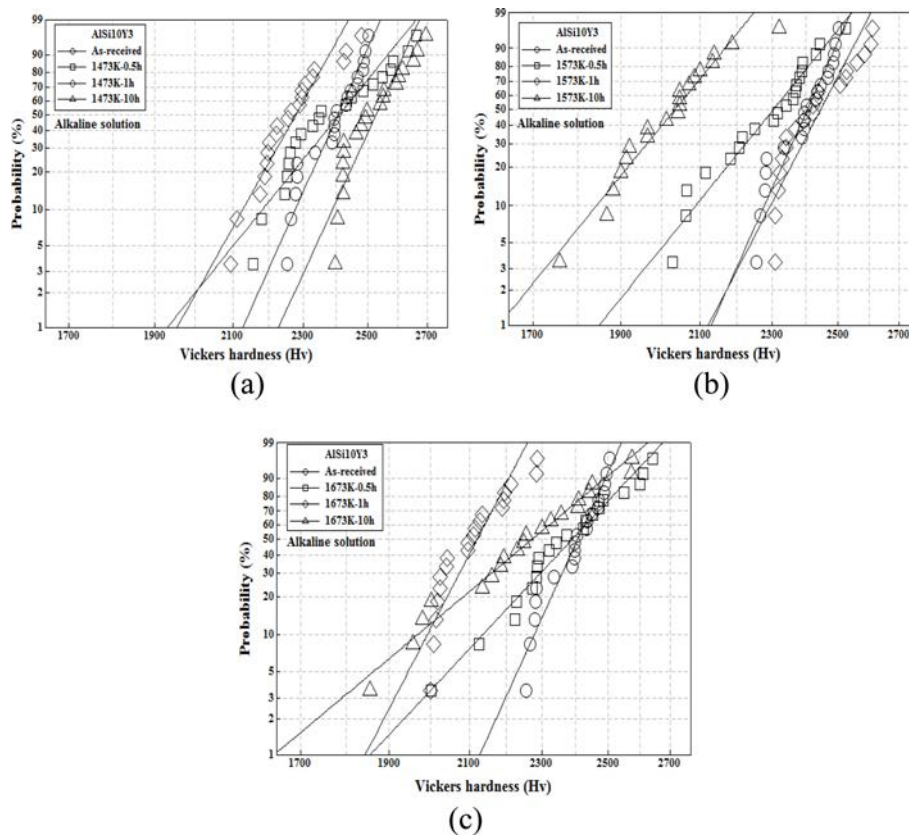 AlSi10Y3
As-received
1473K-0.5h
1473K-1h
1473K-10h
Alkaline solution
Probability (%)
99
90
80
70
60
50
40
30
20
10
5
3
2
1
1700
1900
2100
2300
2500
2700
Vickers hardness (Hv)
(a)
AlSi10Y3
As-received
1573K-0.5h
1573K-1h
1573K-10h
Alkaline solution
Probability (%)
99
90
80
70
60
50
40
30
20
10
5
3
2
1
1700
1900
2100
2300
2500
2700
Vickers hardness (Hv)
(b)
AlSi10Y3
As-received
1673K-0.5h
1673K-1h
1673K-10h
Alkaline solution
Probability (%)
99
90
80
70
60
50
40
30
20
10
5
3
2
1
1700
1900
2100
2300
2500
2700
Vickers hardness (Hv)
(c)